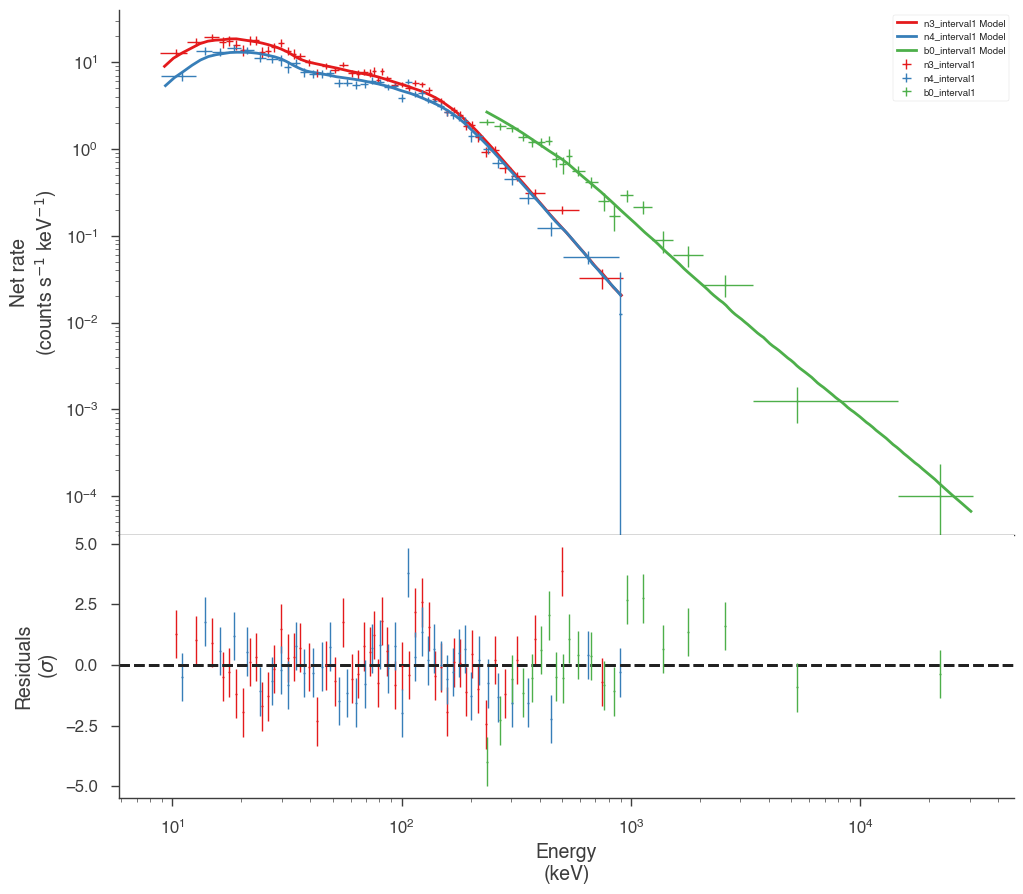 n3_interval1 Model
n4_interval1 Model
b0_interval1 Model
n3_interval1
n4_interval1
b0_interval1
Net rate
(counts s⁻¹ keV⁻¹)
10¹
10⁰
10⁻¹
10⁻²
10⁻³
10⁻⁴
Residuals
(σ)
5.0
2.5
0.0
−2.5
−5.0
10¹ 10² 10³ 10⁴
Energy
(keV)